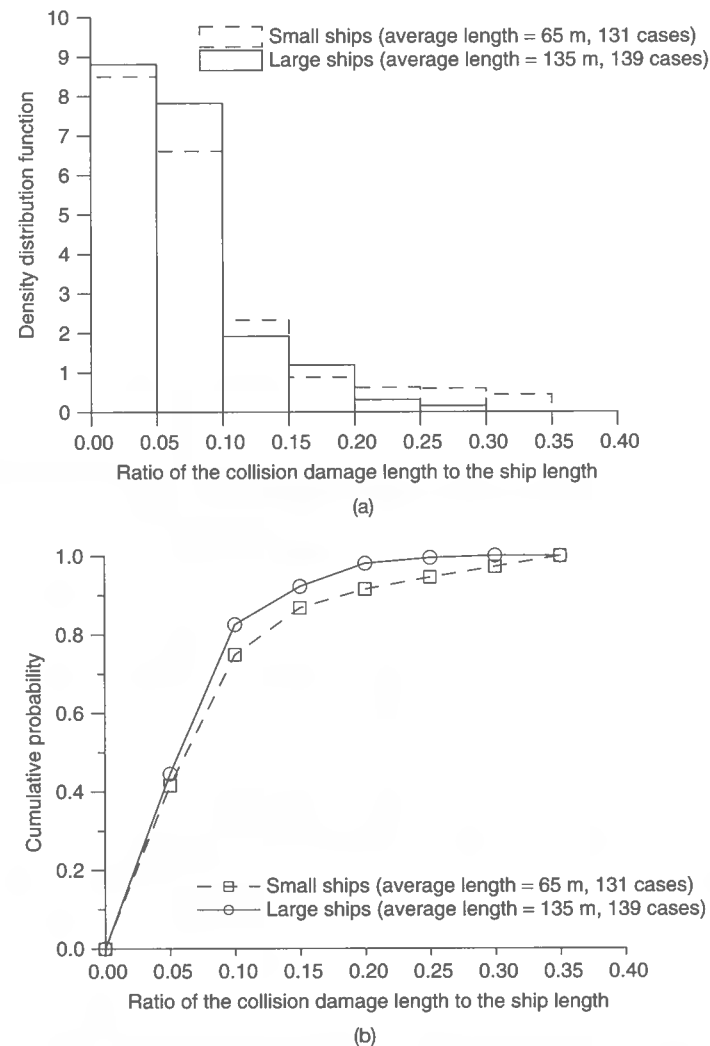 10
9
8
7
6
5
4
3
2
1
0
Density distribution function
Small ships (average length = 65 m, 131 cases)
Large ships (average length = 135 m, 139 cases)
0.00 0.05 0.10 0.15 0.20 0.25 0.30 0.35 0.40
Ratio of the collision damage length to the ship length
(a)
1.0
0.8
0.6
0.4
0.2
0.0
Cumulative probability
Small ships (average length = 65 m, 131 cases)
Large ships (average length = 135 m, 139 cases)
0.00 0.05 0.10 0.15 0.20 0.25 0.30 0.35 0.40
Ratio of the collision damage length to the ship length
(b)